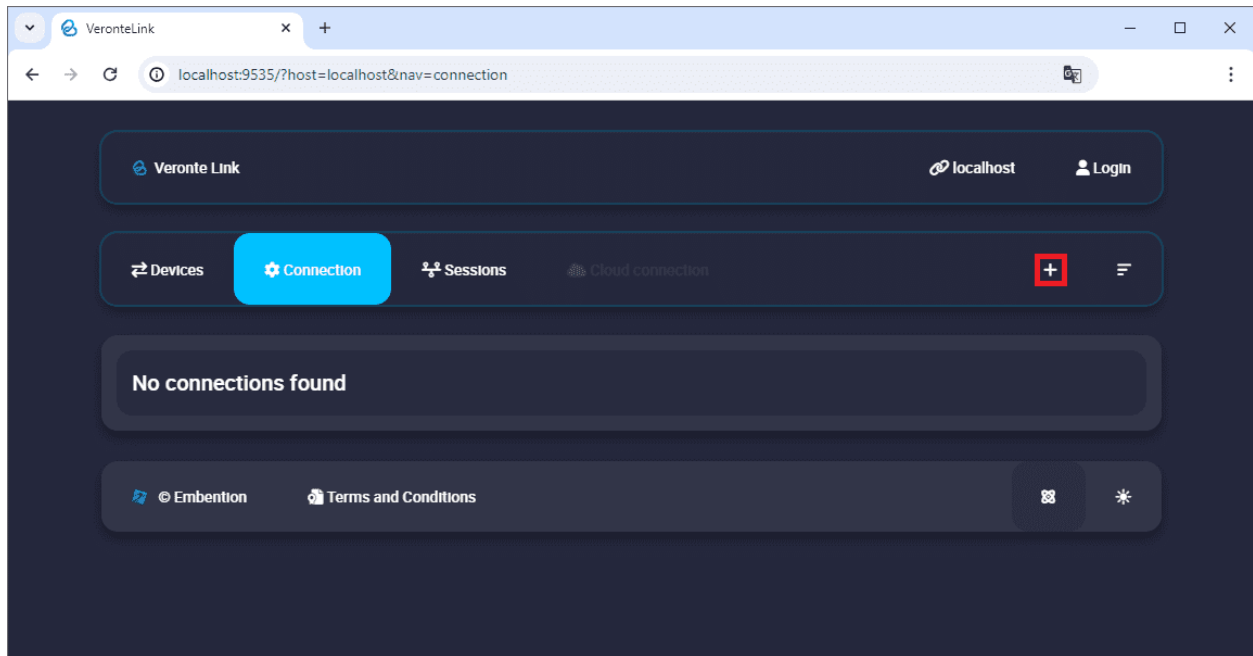 VeronteLink
localhost:9535/?host=localhost&nav=connection
Veronte Link localhost Login
Devices Connection Sessions Cloud connection
No connections found
© Embention Terms and Conditions